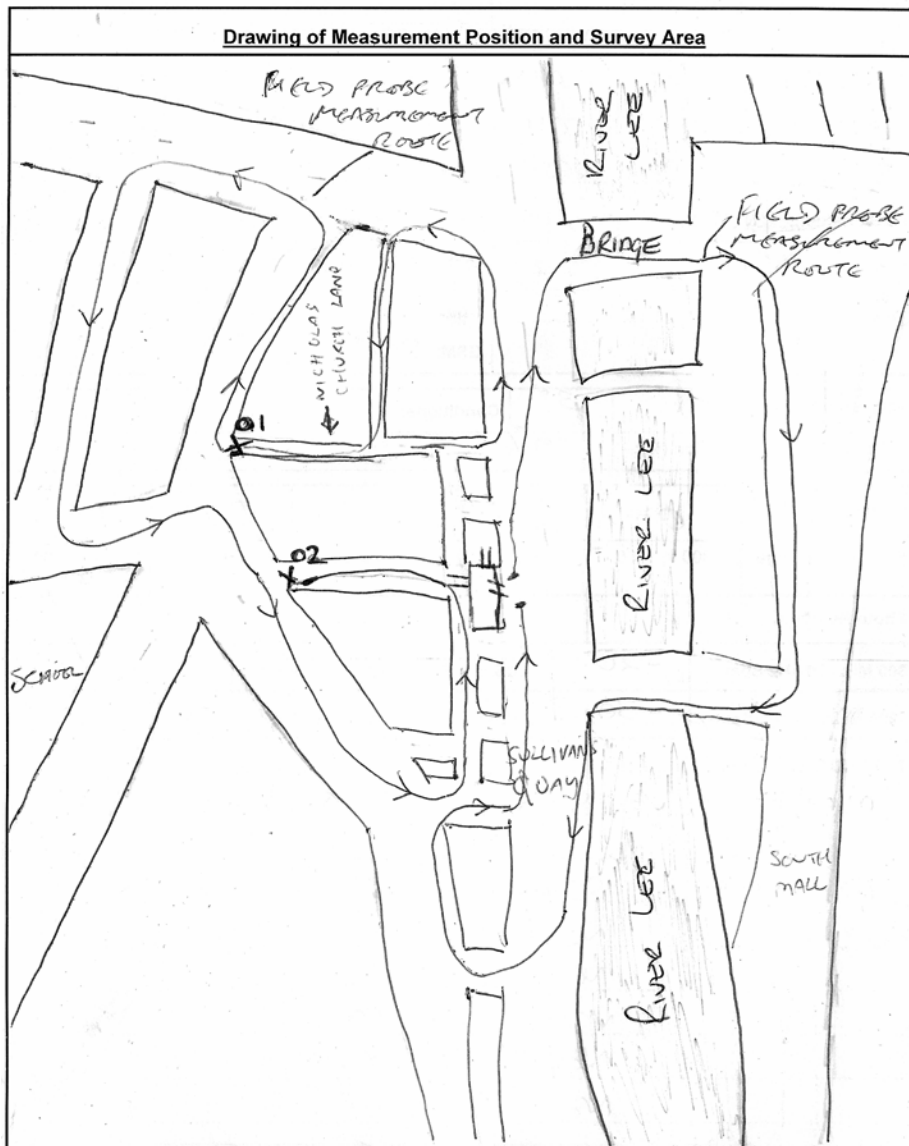 Drawing of Measurement Position and Survey Area
FIELD PROBE
MEASUREMENT
ROUTE
RIVER
LEE
FIELD PROBE
MEASUREMENT
ROUTE
BRIDGE
NICHOLAS
CHURCH LANE
01
RIVER LEE
02
SCHOOL
SULLIVANS
QUAY
SOUTH
MALL
RIVER LEE